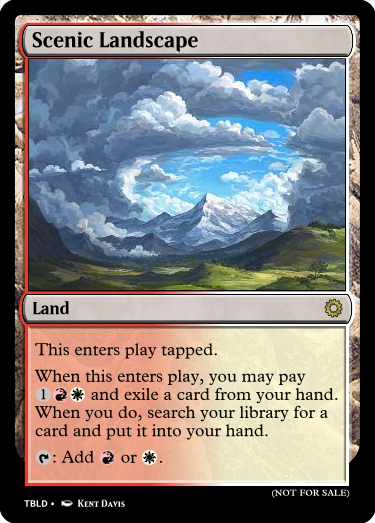 Scenic Landscape
Land
This enters play tapped.
When this enters play, you may pay
1 and exile a card from your hand.
When you do, search your library for a
card and put it into your hand.
: Add or .
(NOT FOR SALE)
TBLD • Kent Davis